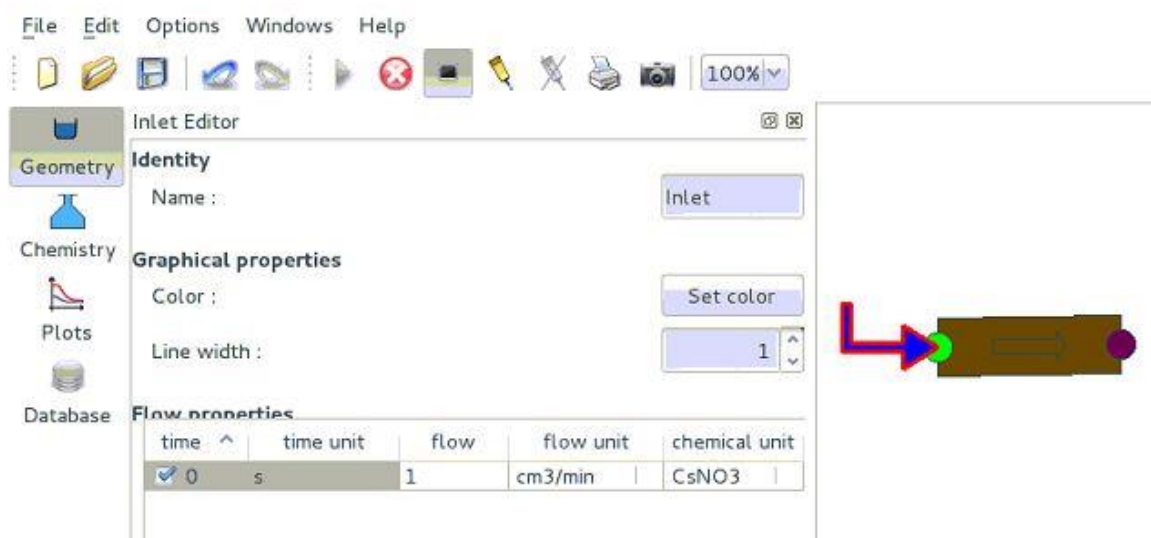 File Edit Options Windows Help
100%
Inlet Editor
Geometry
Identity
Name :
Inlet
Chemistry
Graphical properties
Color :
Set color
Plots
Line width :
1
Database
Flow properties
time time unit flow flow unit chemical unit
0 s 1 cm3/min CsNO3